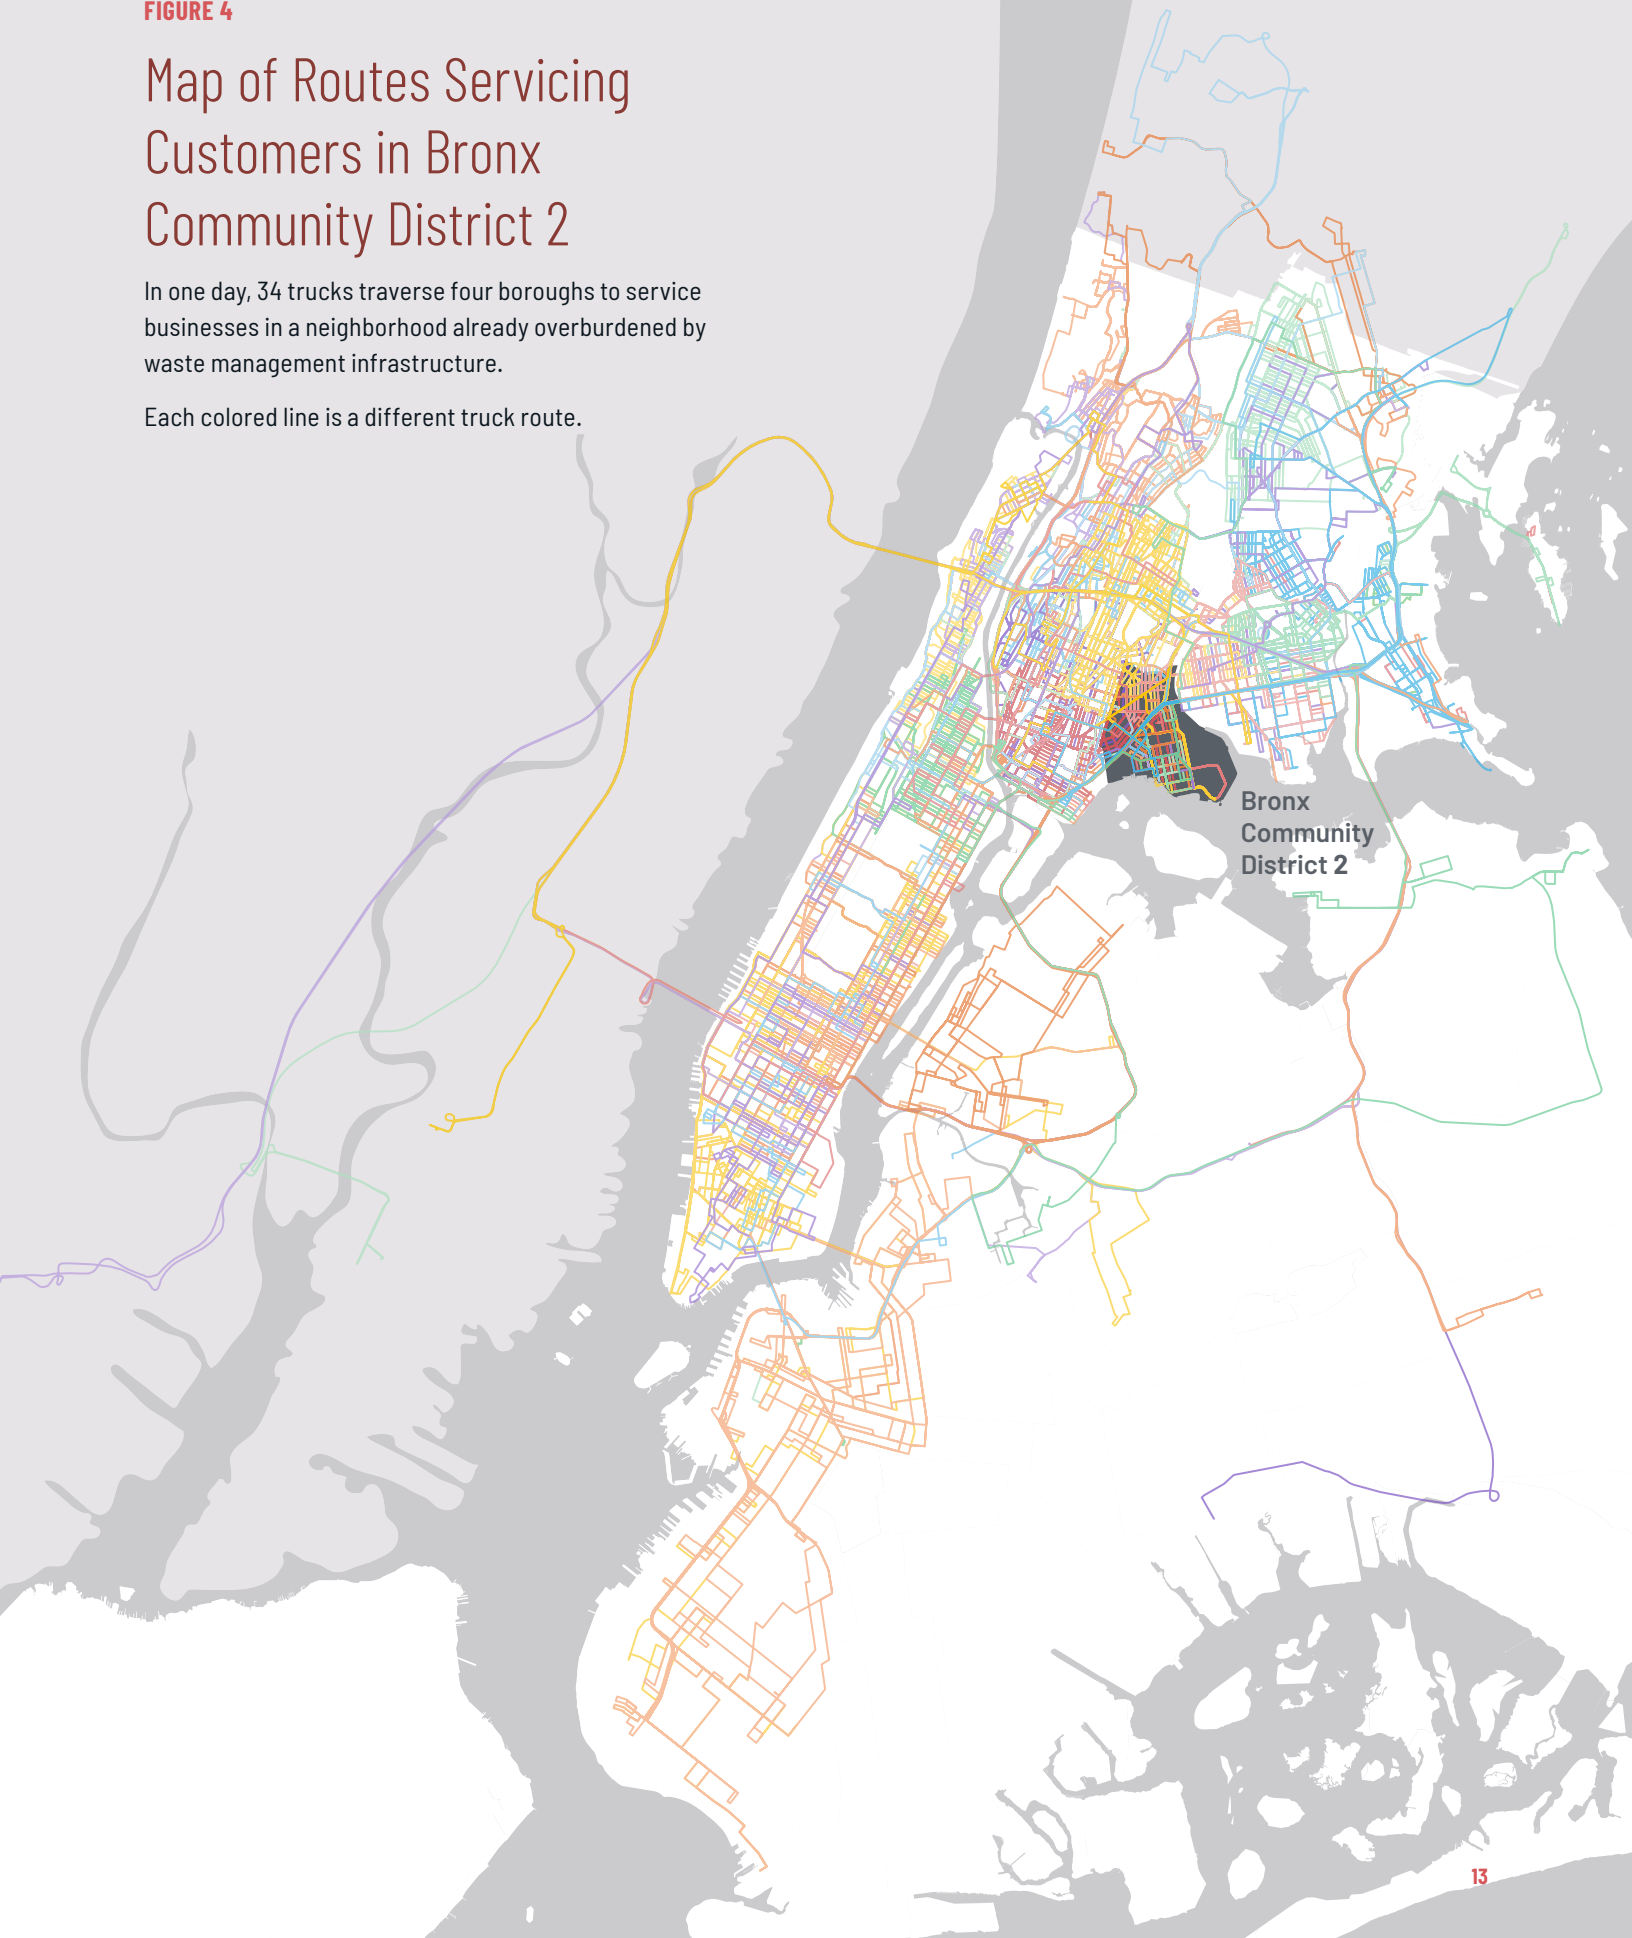 FIGURE 4
Map of Routes Servicing
Customers in Bronx
Community District 2
In one day, 34 trucks traverse four boroughs to service
businesses in a neighborhood already overburdened by
waste management infrastructure.
Each colored line is a different truck route.
Bronx
Community
District 2
13